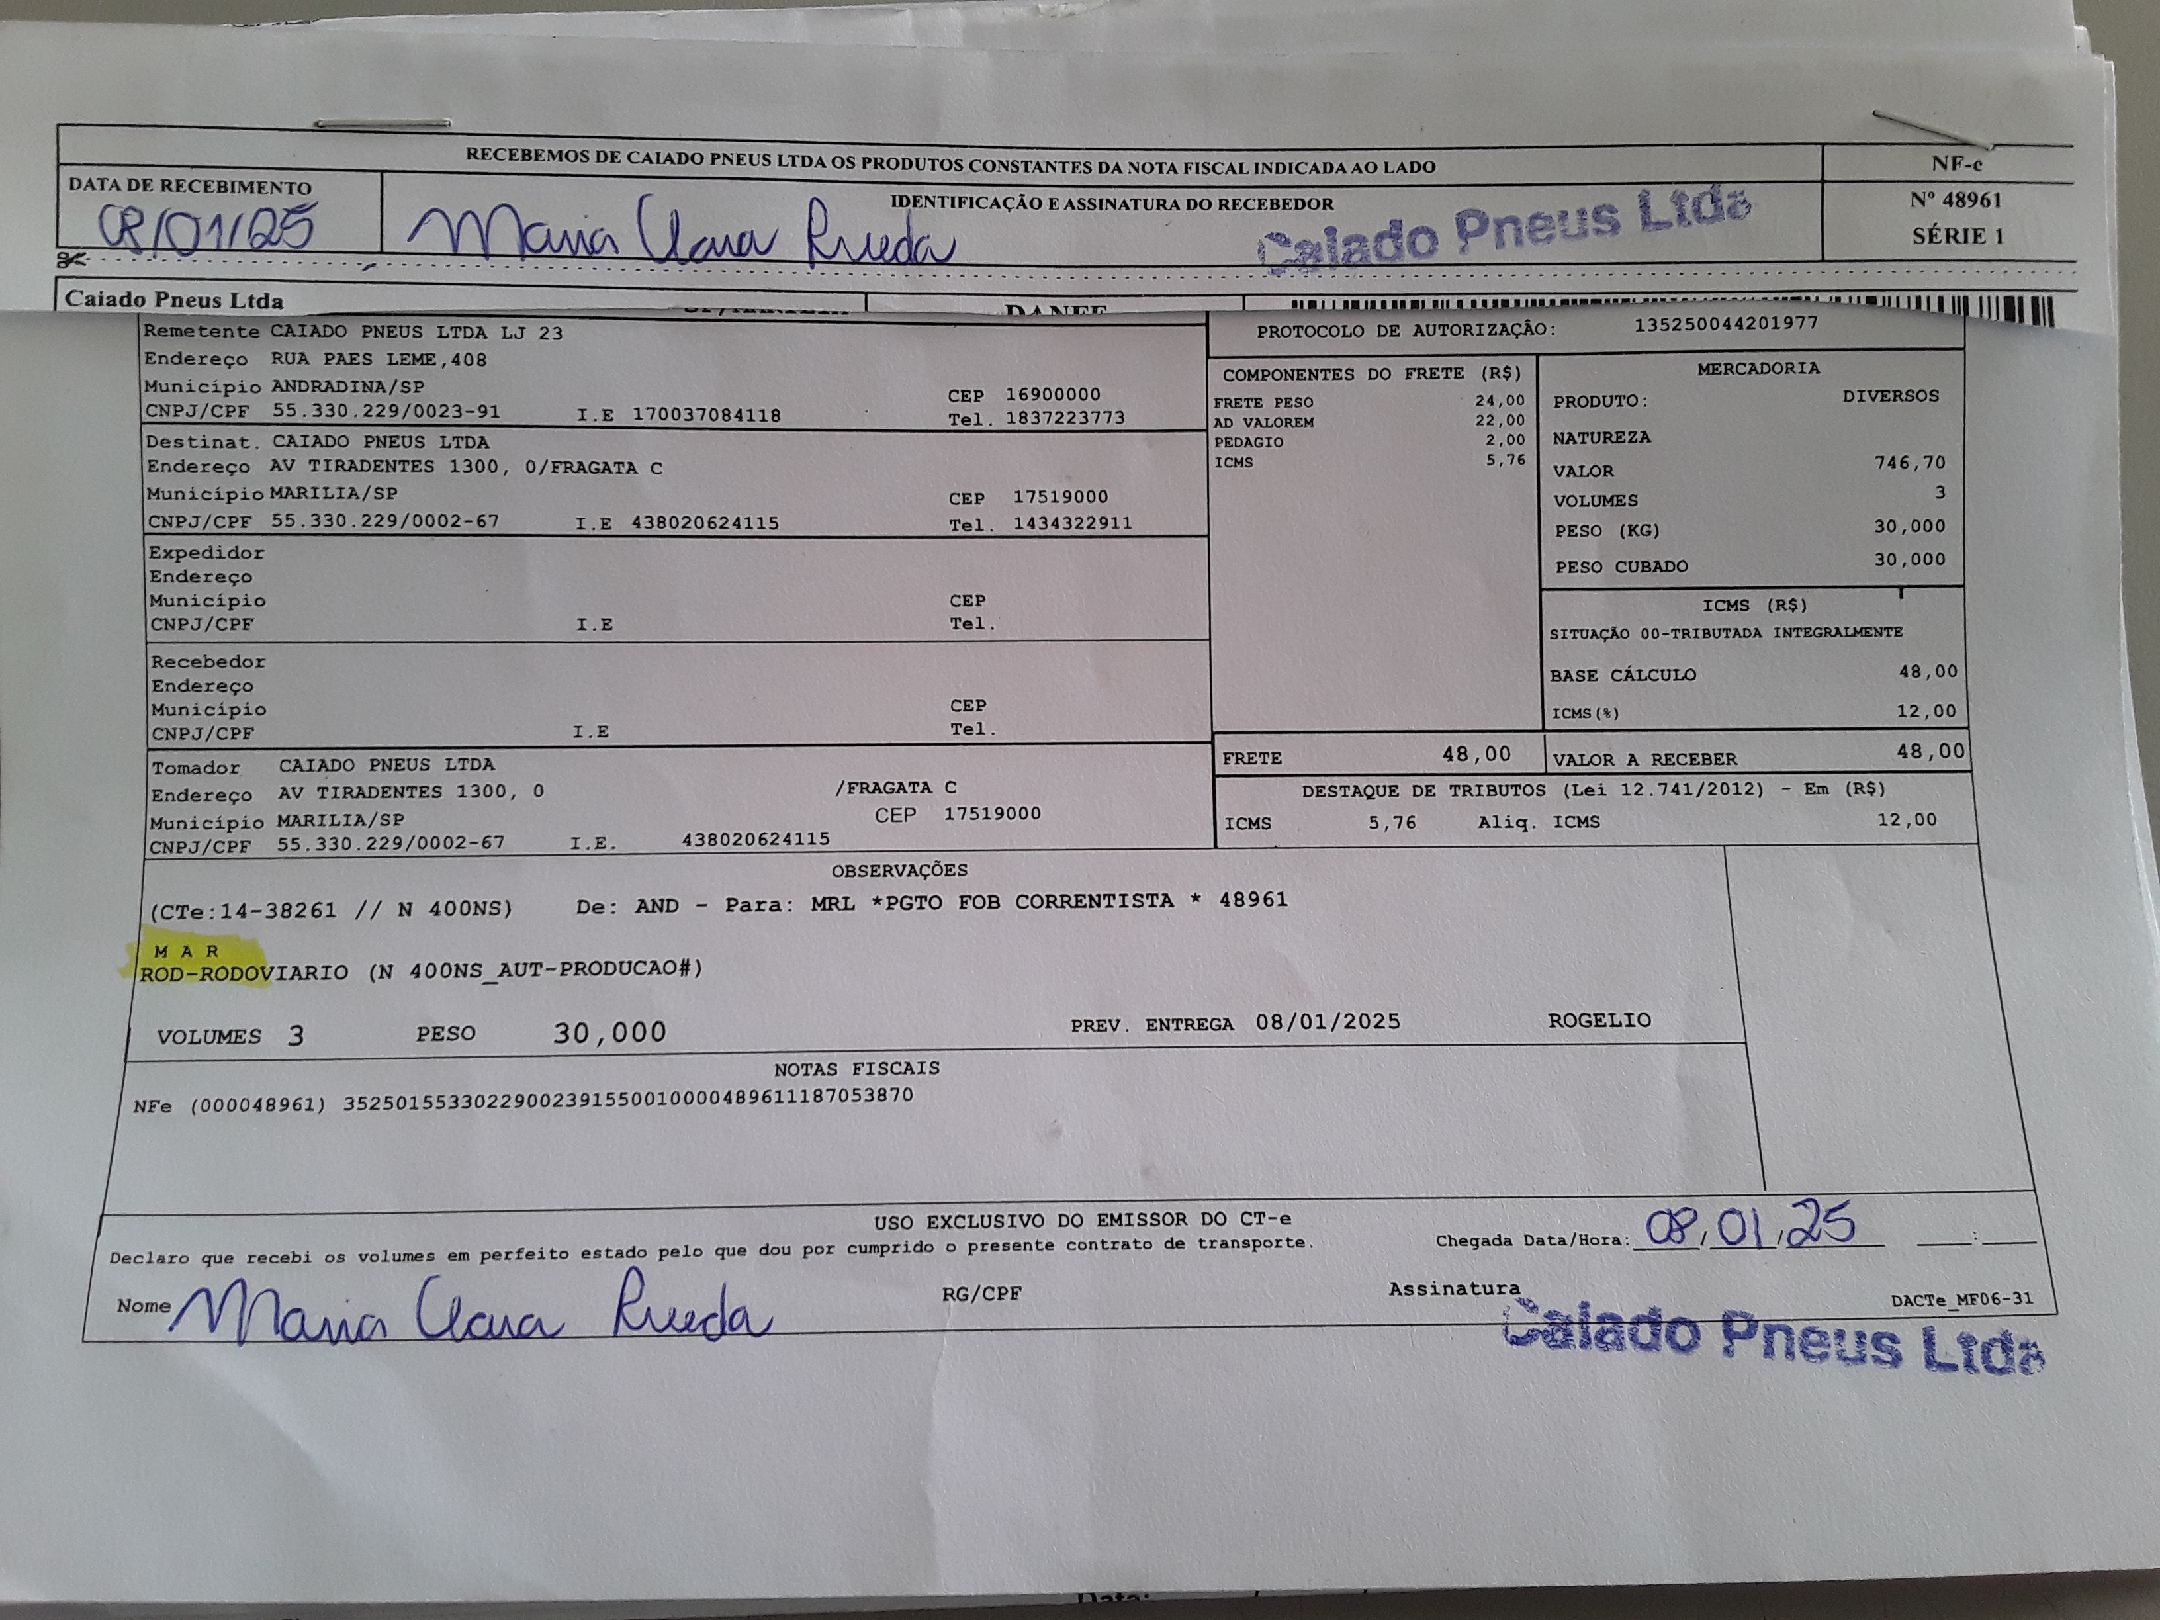 RECEBEMOS DE CAIADO PNEUS LTDA OS PRODUTOS CONSTANTES DA NOTA FISCAL INDICADA AO LADO
NF-e
DATA DE RECEBIMENTO
IDENTIFICAÇÃO E ASSINATURA DO RECEBEDOR
Nº 48961
08/01/25
Maria Clara Rueda
Caiado Pneus Ltda
SÉRIE 1
Caiado Pneus Ltda
DANFE
Remetente CAIADO PNEUS LTDA LJ 23
Endereço RUA PAES LEME,408
Município ANDRADINA/SP
CEP 16900000
CNPJ/CPF 55.330.229/0023-91 I.E 170037084118
Tel. 1837223773
Destinat. CAIADO PNEUS LTDA
Endereço AV TIRADENTES 1300, 0/FRAGATA C
Município MARILIA/SP
CEP 17519000
CNPJ/CPF 55.330.229/0002-67 I.E 438020624115
Tel. 1434322911
Expedidor
Endereço
Município
CEP
CNPJ/CPF I.E
Tel.
Recebedor
Endereço
Município
CEP
CNPJ/CPF I.E
Tel.
Tomador CAIADO PNEUS LTDA
Endereço AV TIRADENTES 1300, 0 /FRAGATA C
Município MARILIA/SP CEP 17519000
CNPJ/CPF 55.330.229/0002-67 I.E. 438020624115
PROTOCOLO DE AUTORIZAÇÃO: 135250044201977
COMPONENTES DO FRETE (R$)
FRETE PESO 24,00
AD VALOREM 22,00
PEDAGIO 2,00
ICMS 5,76
MERCADORIA
PRODUTO: DIVERSOS
NATUREZA
VALOR 746,70
VOLUMES 3
PESO (KG) 30,000
PESO CUBADO 30,000
ICMS (R$)
SITUAÇÃO 00-TRIBUTADA INTEGRALMENTE
BASE CÁLCULO 48,00
ICMS(%) 12,00
FRETE 48,00
VALOR A RECEBER 48,00
DESTAQUE DE TRIBUTOS (Lei 12.741/2012) - Em (R$)
ICMS 5,76 Aliq. ICMS 12,00
OBSERVAÇÕES
(CTe:14-38261 // N 400NS) De: AND - Para: MRL *PGTO FOB CORRENTISTA * 48961
M A R
ROD-RODOVIARIO (N 400NS_AUT-PRODUCAO#)
VOLUMES 3 PESO 30,000 PREV. ENTREGA 08/01/2025 ROGELIO
NOTAS FISCAIS
NFe (000048961) 35250155330229002391550010000489611187053870
USO EXCLUSIVO DO EMISSOR DO CT-e
Declaro que recebi os volumes em perfeito estado pelo que dou por cumprido o presente contrato de transporte.
Chegada Data/Hora: 08/01/25 :
Nome Maria Clara Rueda
RG/CPF
Assinatura
DACTe_MF06-31
Caiado Pneus Ltda
Data: